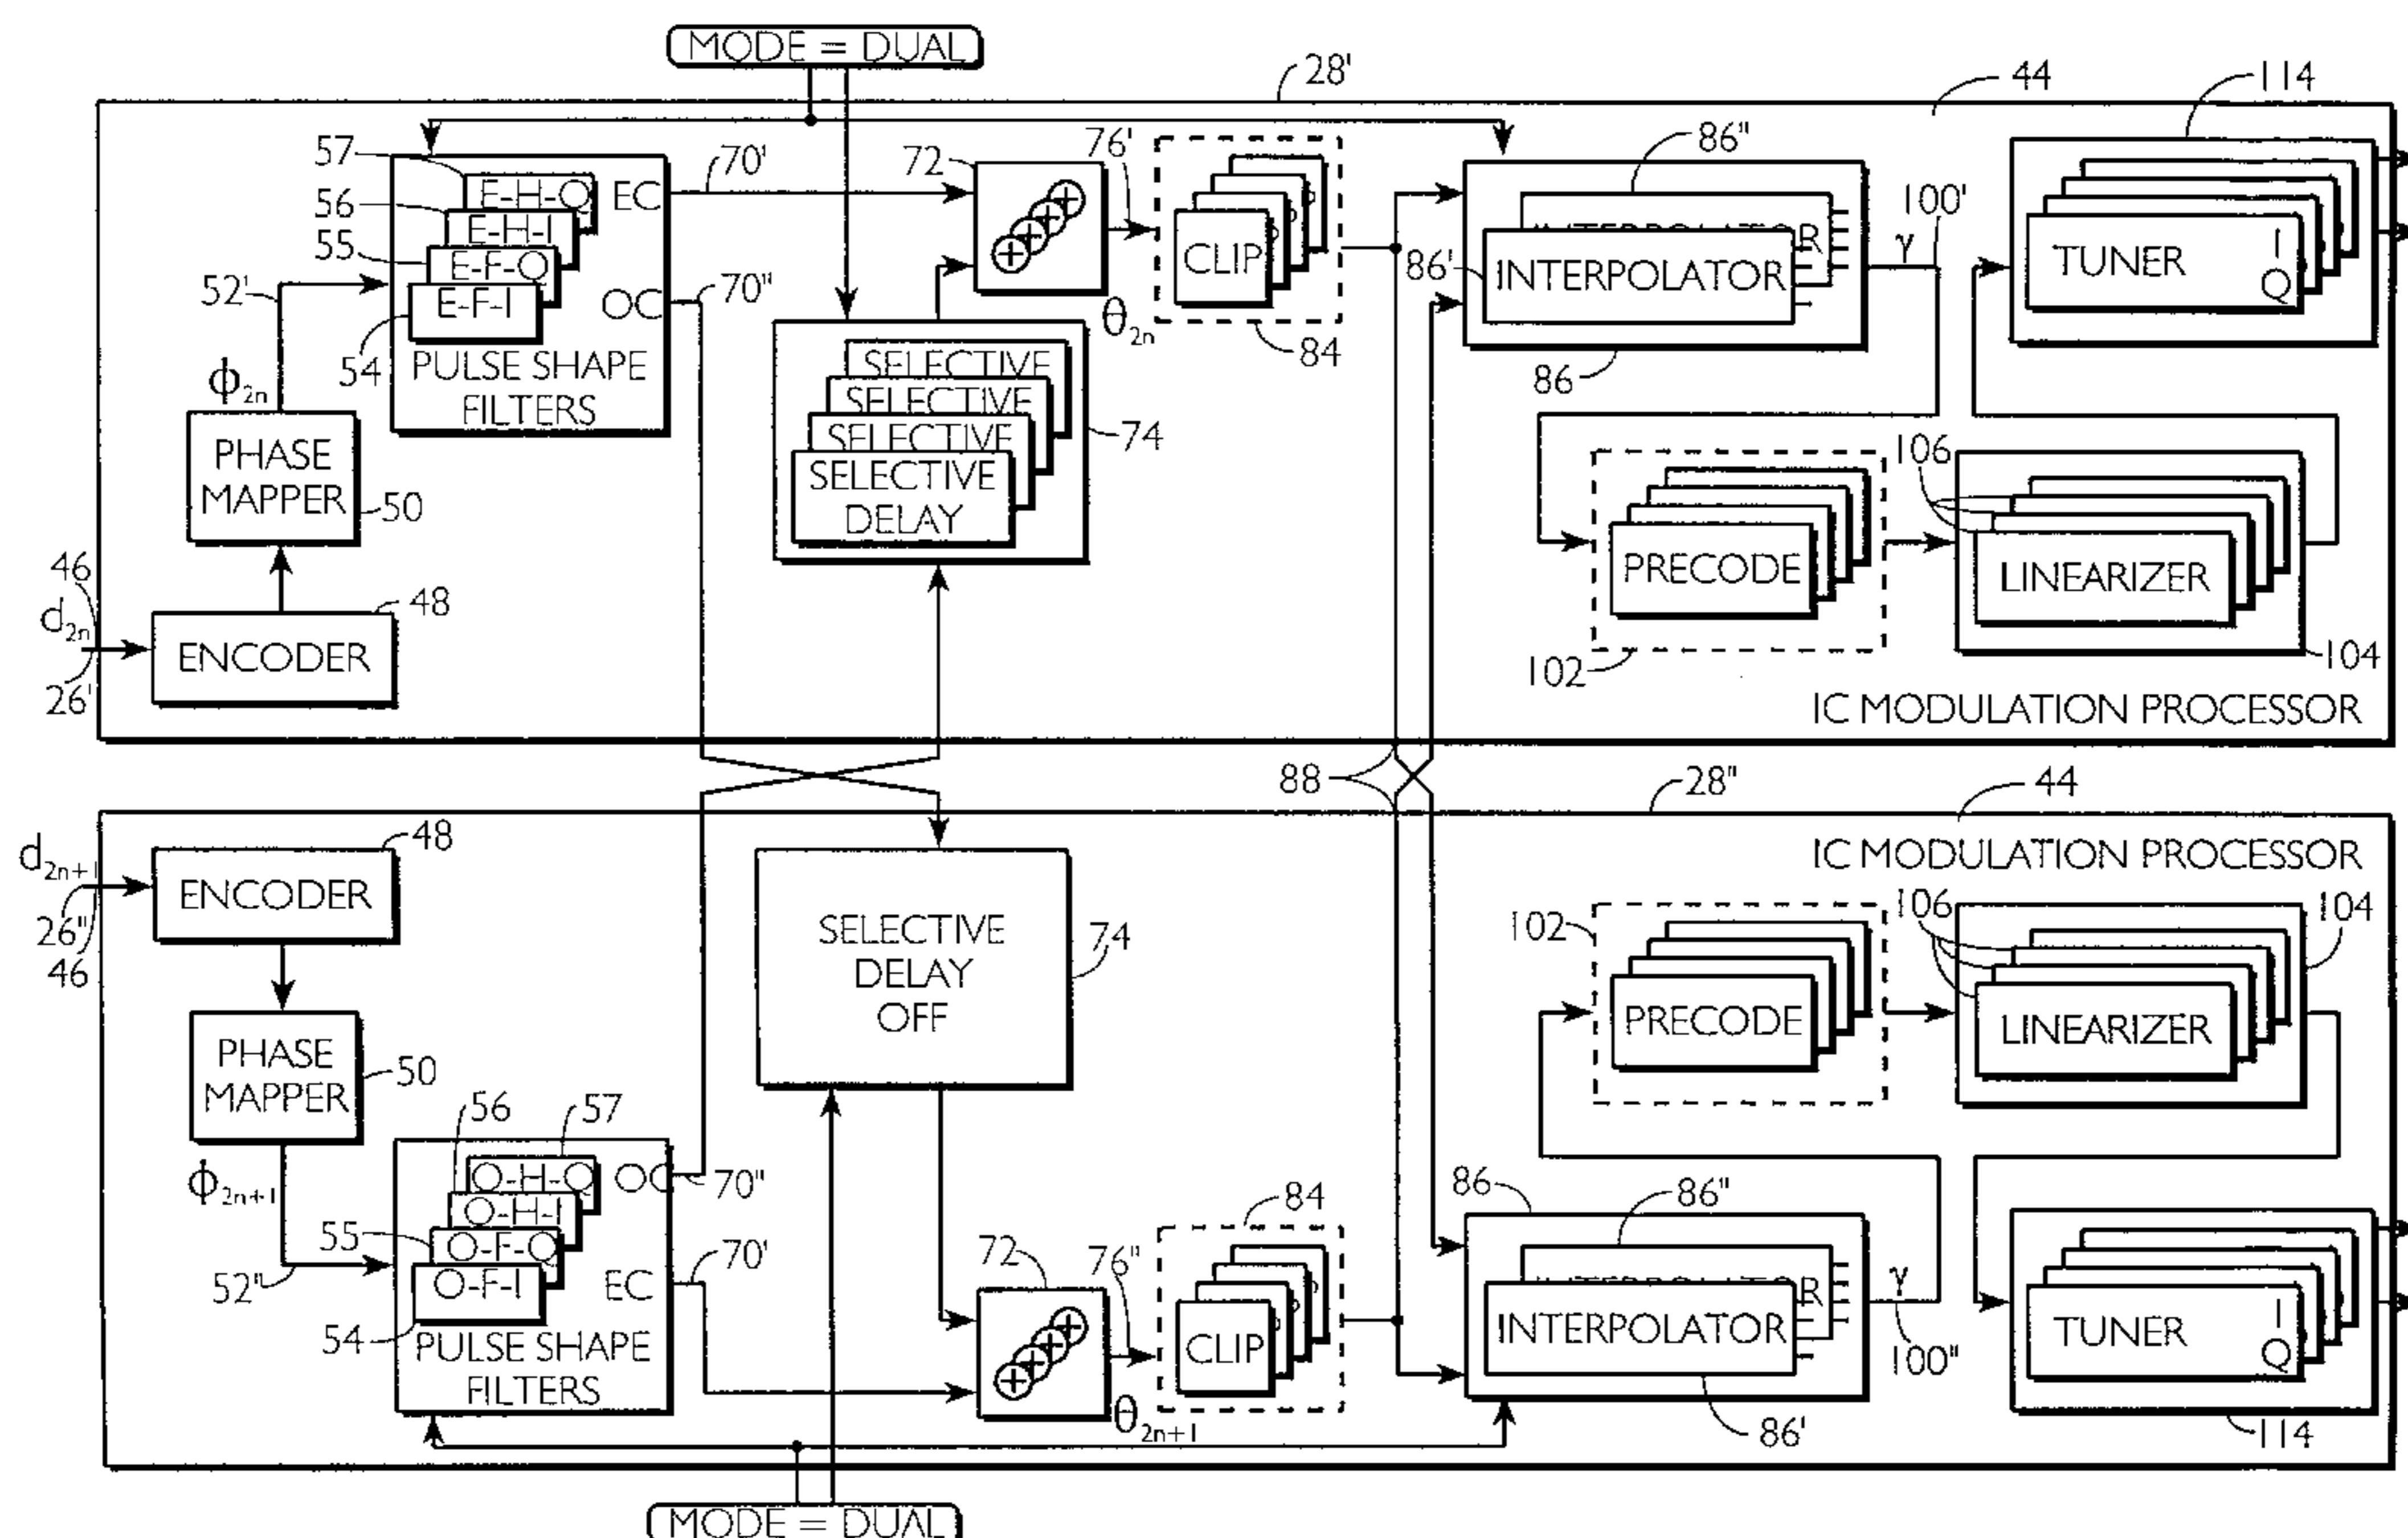 MODE = DUAL
28'
44
114
57
E-H-Q
EC
70'
72
76'
86"
56
E-H-I
55
E-F-Q
CLIP
86'
INTERPOLATOR
γ
100'
TUNER
I
Q
52'
E-F-I
OC
70"
θ2n
84
54
PULSE SHAPE
FILTERS
ϕ2n
SELECTIVE
SELECTIVE
SELECTIVE
SELECTIVE
DELAY
74
86
PHASE
MAPPER
50
106
PRECODE
LINEARIZER
46
d2n
26'
48
ENCODER
102
104
IC MODULATION PROCESSOR
88
28"
44
d2n+1
26"
46
48
ENCODER
IC MODULATION PROCESSOR
SELECTIVE
DELAY
OFF
74
102
106
104
PRECODE
LINEARIZER
PHASE
MAPPER
50
56
57
ϕ2n+1
O-H-Q
OC
70"
O-H-I
55
O-F-Q
52"
O-F-I
EC
70'
54
PULSE SHAPE
FILTERS
72
76"
84
CLIP
θ2n+1
86
86"
INTERPOLATOR
γ
100"
86'
TUNER
I
Q
114
MODE = DUAL